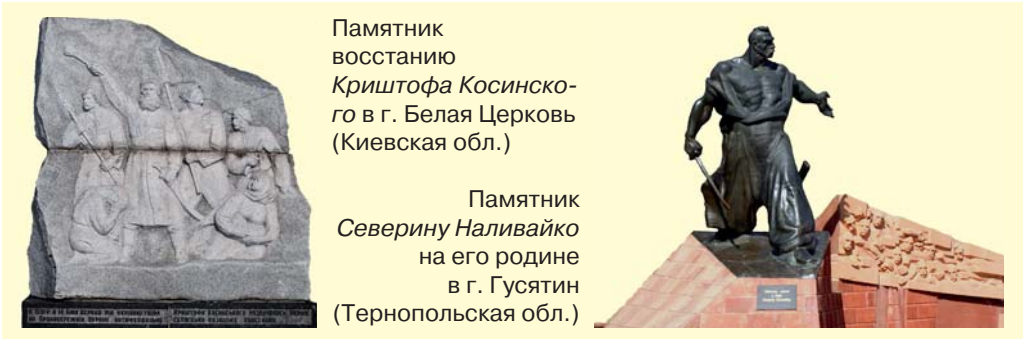 Памятник
восстанию
Криштофа Косинско-
го в г. Белая Церковь
(Киевская обл.)
Памятник
Северину Наливайко
на его родине
в г. Гусятин
(Тернопольская обл.)